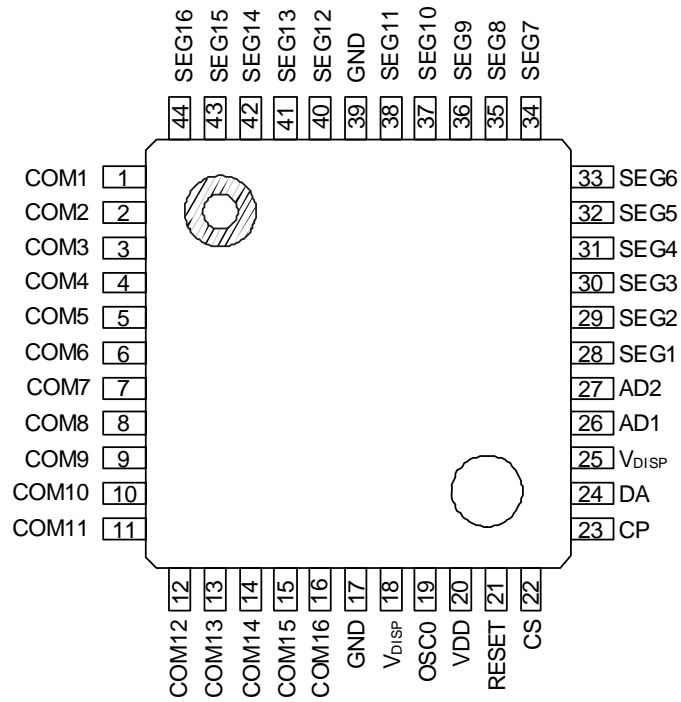 SEG16 SEG15 SEG14 SEG13 SEG12 GND SEG11 SEG10 SEG9 SEG8 SEG7
44 43 42 41 40 39 38 37 36 35 34
COM1 1 33 SEG6
COM2 2 32 SEG5
COM3 3 31 SEG4
COM4 4 30 SEG3
COM5 5 29 SEG2
COM6 6 28 SEG1
COM7 7 27 AD2
COM8 8 26 AD1
COM9 9 25 VDISP
COM10 10 24 DA
COM11 11 23 CP
12 13 14 15 16 17 18 19 20 21 22
COM12 COM13 COM14 COM15 COM16 GND VDISP OSC0 VDD RESET CS